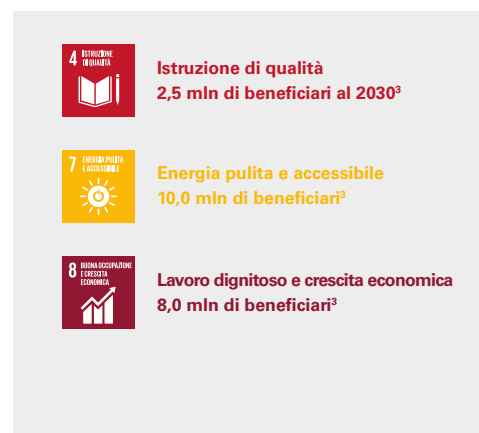 4 ISTRUZIONE
DI QUALITÀ
Istruzione di qualità
2,5 mln di beneficiari al 2030³
7 ENERGIA PULITA
E ACCESSIBILE
Energia pulita e accessibile
10,0 mln di beneficiari³
8 BUONA OCCUPAZIONE
E CRESCITA
ECONOMICA
Lavoro dignitoso e crescita economica
8,0 mln di beneficiari³